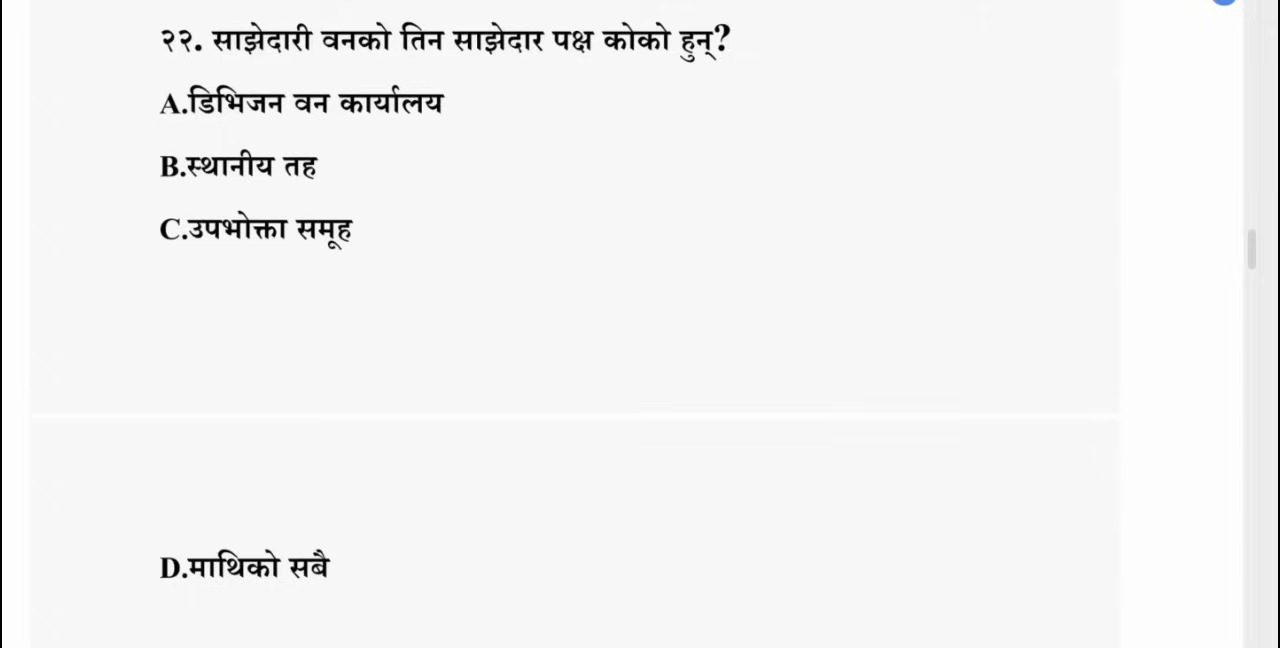 २२. साझेदारी वनको तिन साझेदार पक्ष कोको हुन्?
A.डिभिजन वन कार्यालय
B.स्थानीय तह
C.उपभोक्ता समूह
D.माथिको सबै